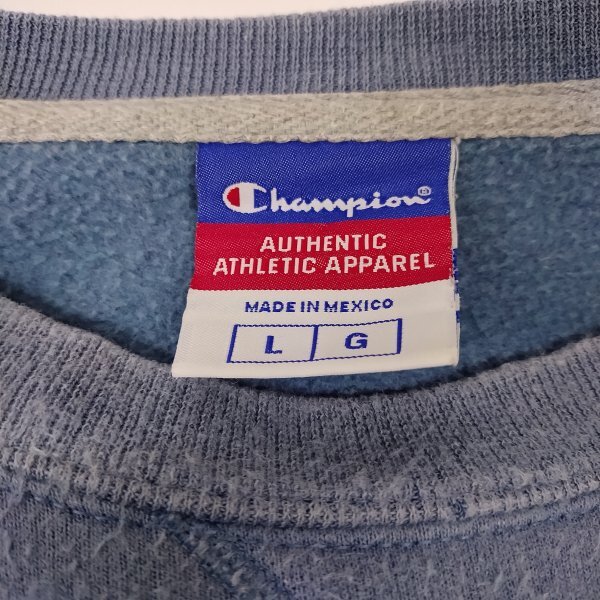 Champion®
AUTHENTIC
ATHLETIC APPAREL
MADE IN MEXICO
L G